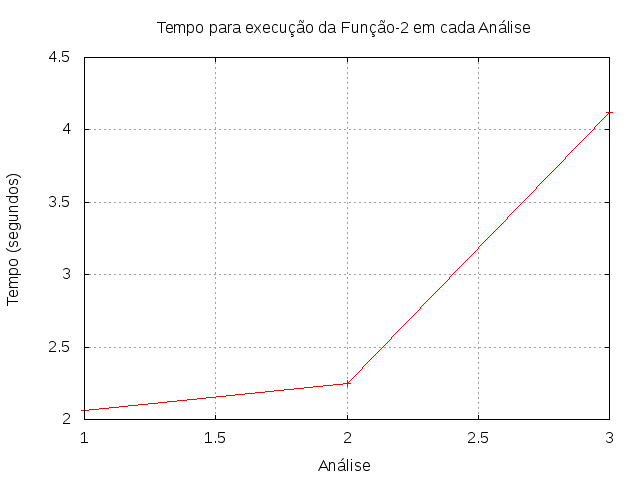 Tempo para execução da Função-2 em cada Análise
4.5
4
3.5
3
2.5
2
Tempo (segundos)
1 1.5 2 2.5 3
Análise